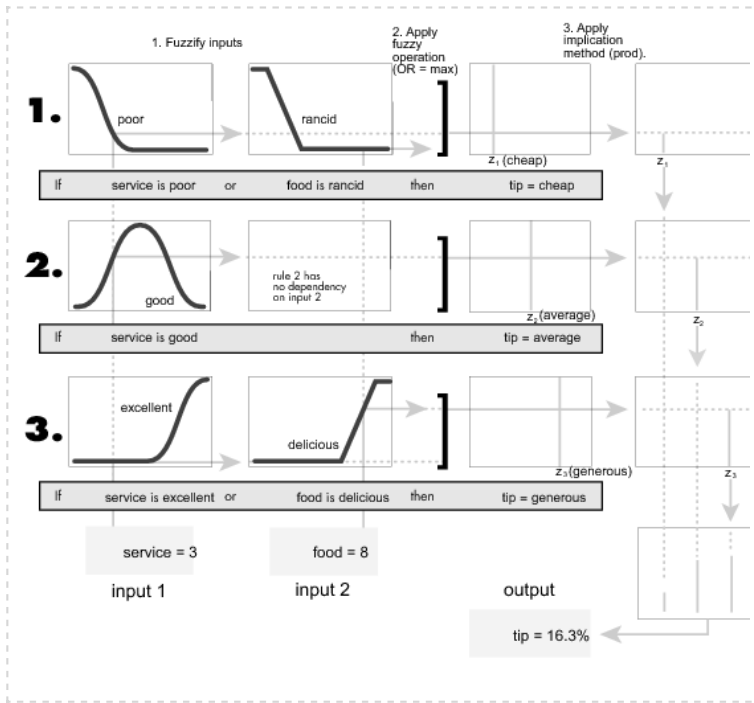 1. Fuzzify inputs
2. Apply
fuzzy
operation
(OR = max)
3. Apply
implication
method (prod).
1.
poor
rancid
z1 (cheap)
z1
If service is poor or food is rancid then tip = cheap
2.
good
rule 2 has
no dependency
on input 2
z2 (average)
z2
If service is good then tip = average
3.
excellent
delicious
z3 (generous)
z3
If service is excellent or food is delicious then tip = generous
service = 3
food = 8
input 1
input 2
output
tip = 16.3%